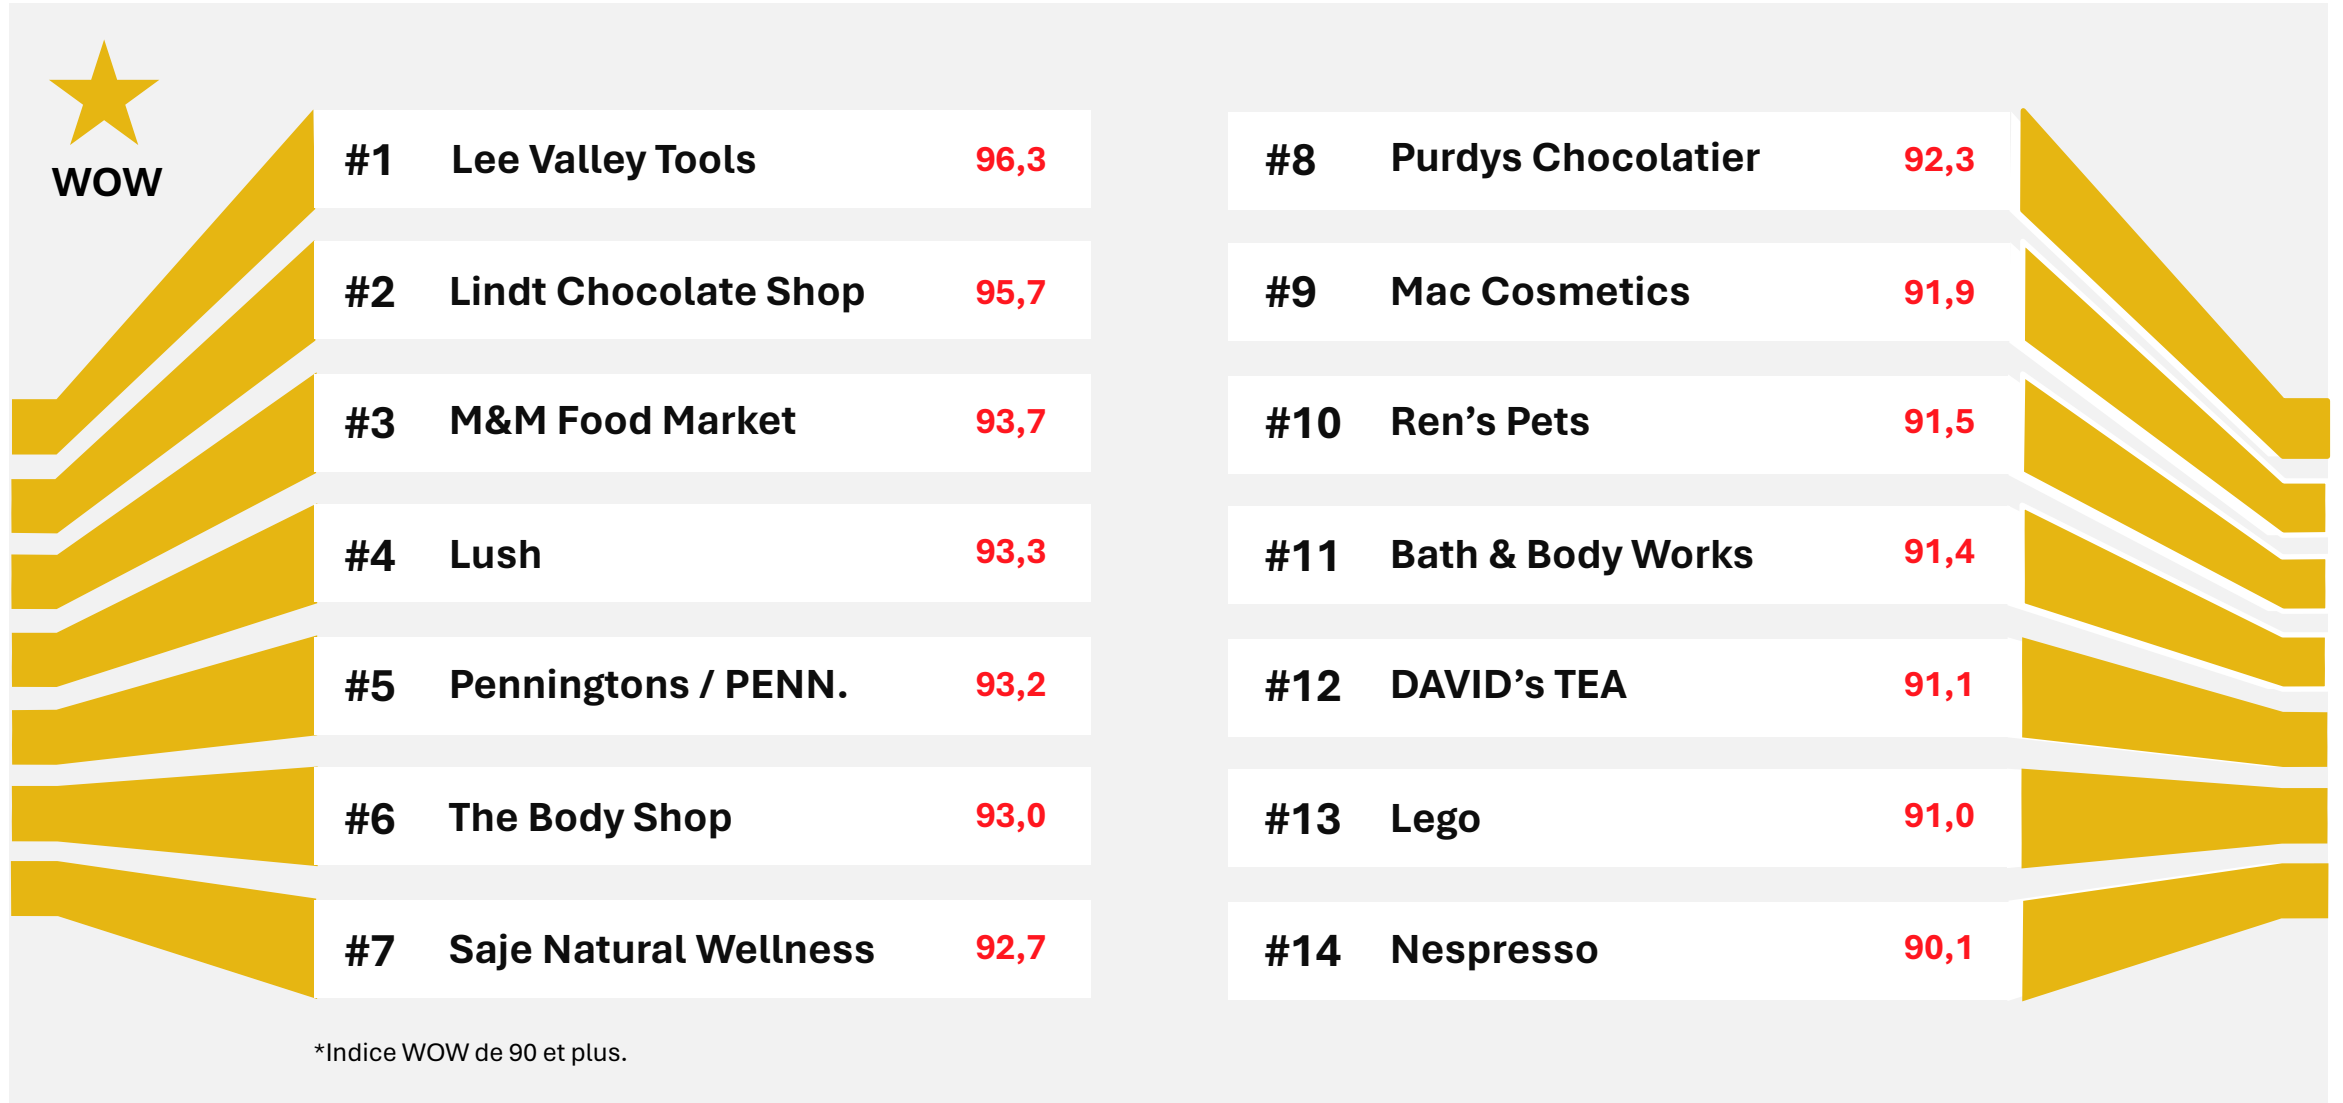 WOW
#1 Lee Valley Tools 96,3
#2 Lindt Chocolate Shop 95,7
#3 M&M Food Market 93,7
#4 Lush 93,3
#5 Penningtons / PENN. 93,2
#6 The Body Shop 93,0
#7 Saje Natural Wellness 92,7
#8 Purdys Chocolatier 92,3
#9 Mac Cosmetics 91,9
#10 Ren’s Pets 91,5
#11 Bath & Body Works 91,4
#12 DAVID’s TEA 91,1
#13 Lego 91,0
#14 Nespresso 90,1
*Indice WOW de 90 et plus.